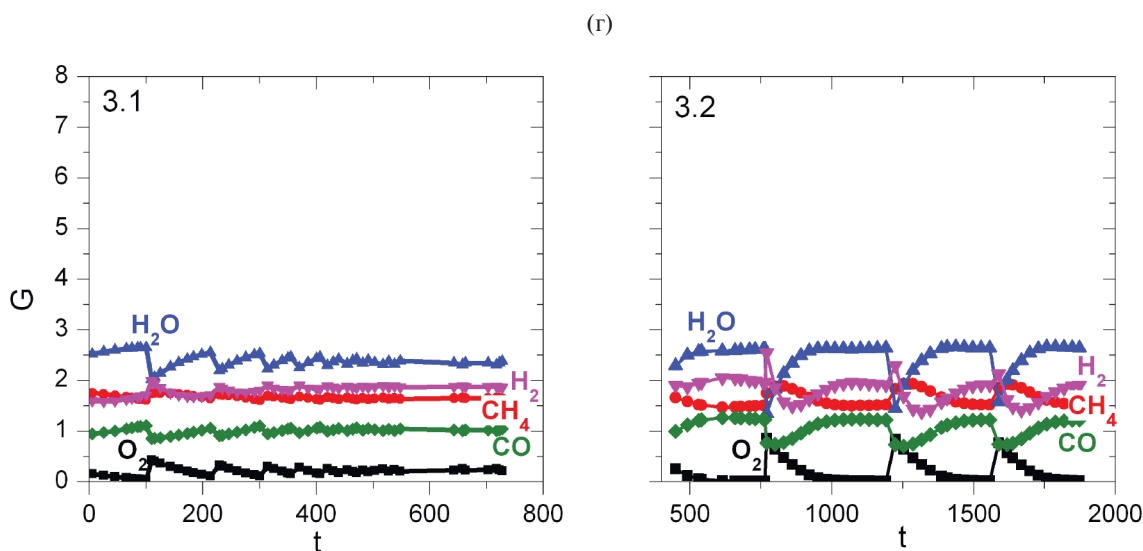 (г)
3.1
8
7
6
5
4
3
2
1
0
G
H₂O
H₂
CH₄
CO
O₂
0 200 400 600 800
t
3.2
H₂O
H₂
CH₄
CO
O₂
500 1000 1500 2000
t